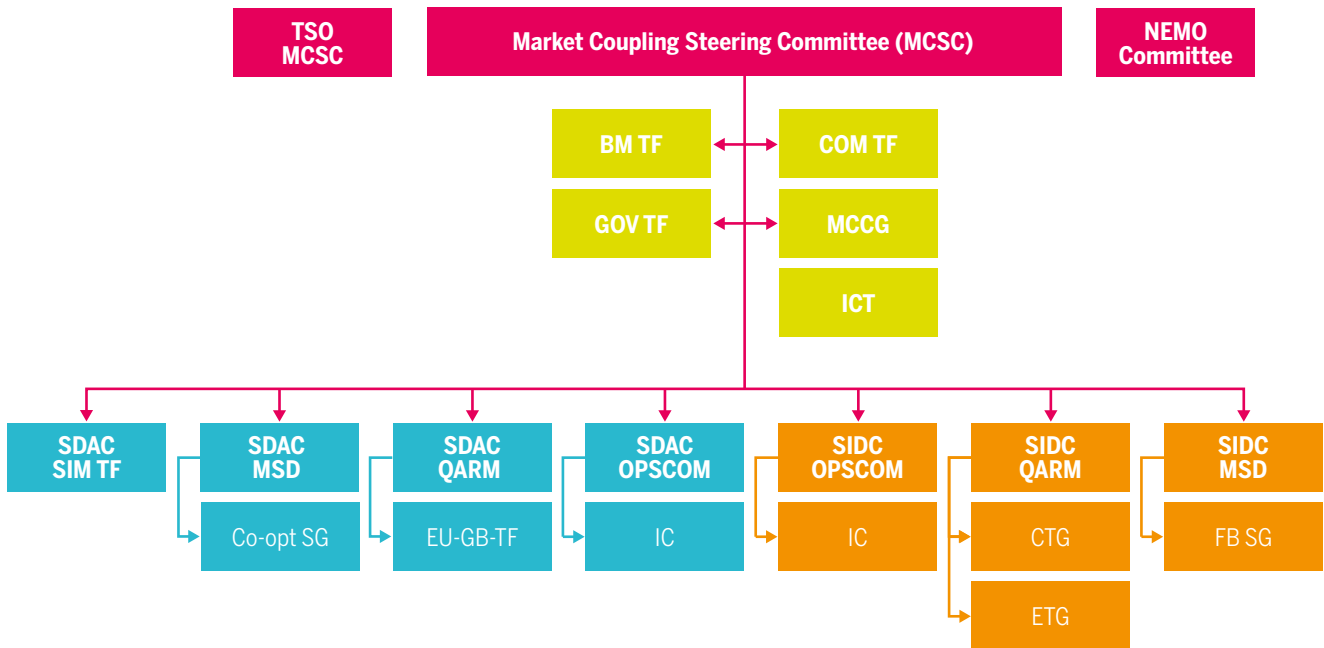 TSO
MCSC
Market Coupling Steering Committee (MCSC)
NEMO
Committee
BM TF
COM TF
GOV TF
MCCG
ICT
SDAC
SIM TF
SDAC
MSD
SDAC
QARM
SDAC
OPSCOM
SIDC
OPSCOM
SIDC
QARM
SIDC
MSD
Co-opt SG
EU-GB-TF
IC
IC
CTG
FB SG
ETG